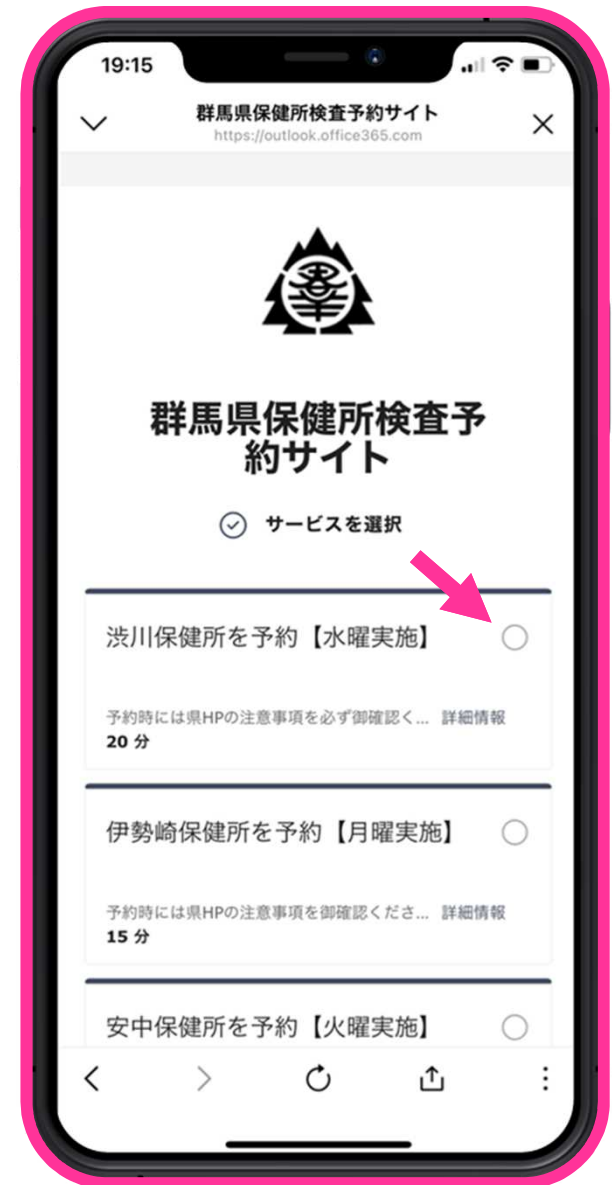 19:15
群馬県保健所検査予約サイト
https://outlook.office365.com
群馬県保健所検査予
約サイト
サービスを選択
渋川保健所を予約【水曜実施】
予約時には県HPの注意事項を必ず御確認く... 詳細情報
20 分
伊勢崎保健所を予約【月曜実施】
予約時には県HPの注意事項を御確認くださ... 詳細情報
15 分
安中保健所を予約【火曜実施】